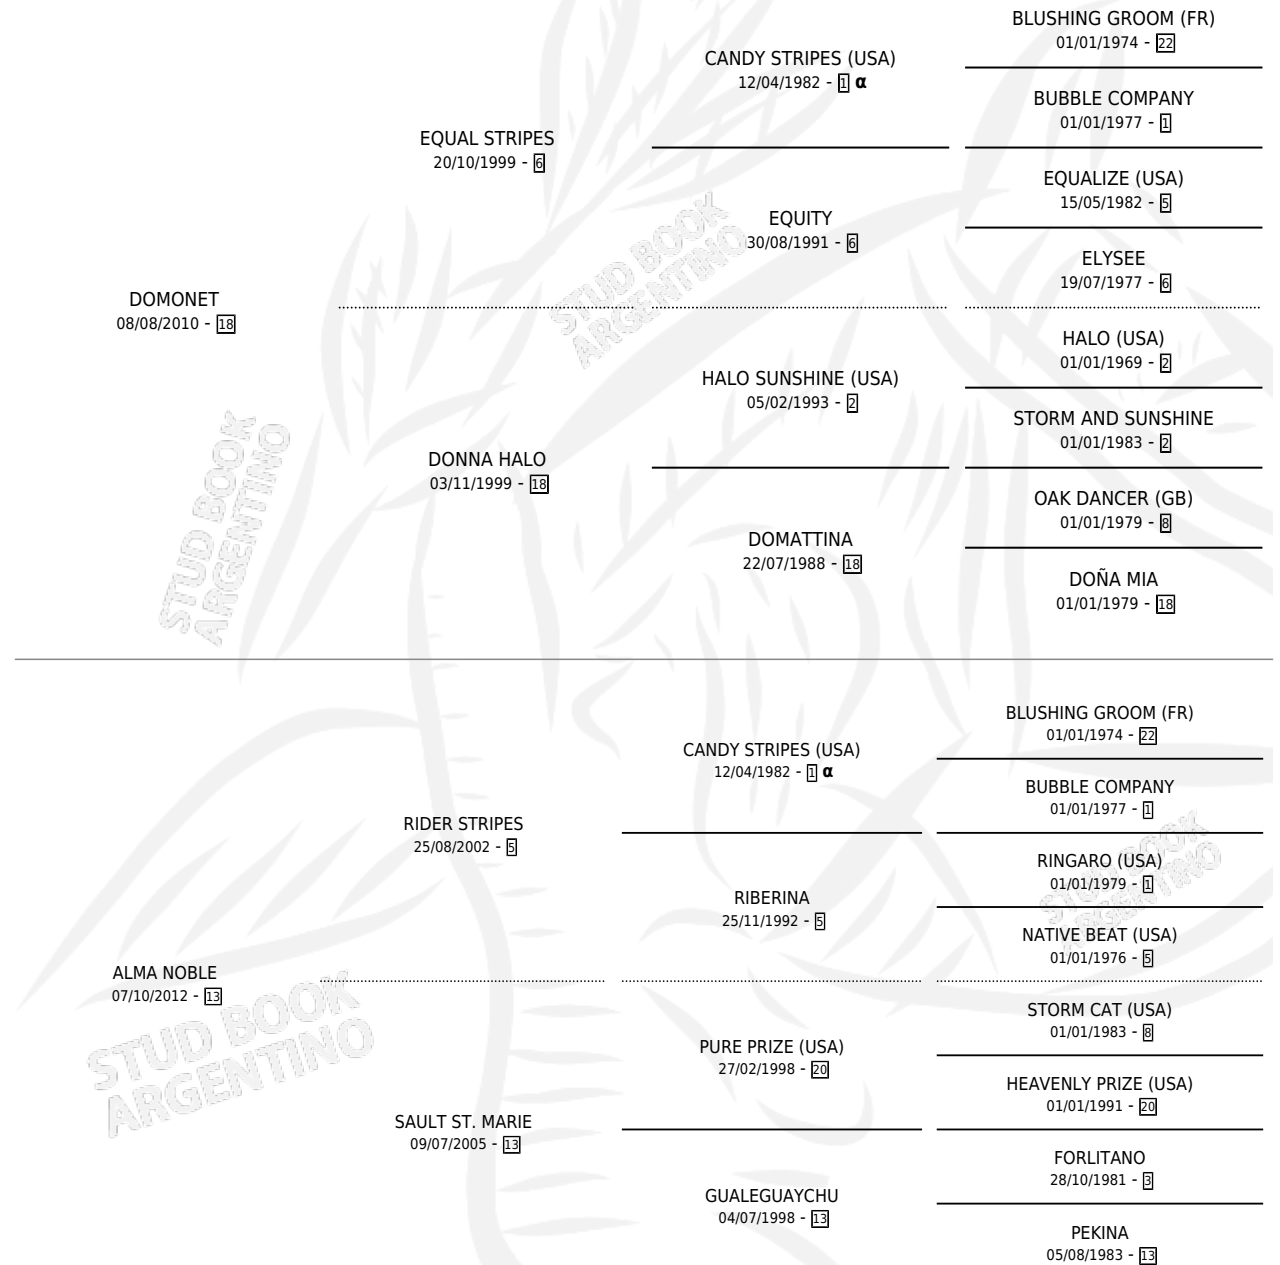 BLUSHING GROOM (FR)
01/01/1974 - 22
CANDY STRIPES (USA)
12/04/1982 - 1 α
BUBBLE COMPANY
01/01/1977 - 1
EQUAL STRIPES
20/10/1999 - 6
EQUALIZE (USA)
15/05/1982 - 5
EQUITY
30/08/1991 - 6
ELYSEE
19/07/1977 - 6
DOMONET
08/08/2010 - 18
HALO (USA)
01/01/1969 - 2
HALO SUNSHINE (USA)
05/02/1993 - 2
STORM AND SUNSHINE
01/01/1983 - 2
DONNA HALO
03/11/1999 - 18
OAK DANCER (GB)
01/01/1979 - 8
DOMATTINA
22/07/1988 - 18
DOÑA MIA
01/01/1979 - 18
BLUSHING GROOM (FR)
01/01/1974 - 22
CANDY STRIPES (USA)
12/04/1982 - 1 α
BUBBLE COMPANY
01/01/1977 - 1
RIDER STRIPES
25/08/2002 - 5
RINGARO (USA)
01/01/1979 - 1
RIBERINA
25/11/1992 - 5
NATIVE BEAT (USA)
01/01/1976 - 5
ALMA NOBLE
07/10/2012 - 13
STORM CAT (USA)
01/01/1983 - 8
PURE PRIZE (USA)
27/02/1998 - 20
HEAVENLY PRIZE (USA)
01/01/1991 - 20
SAULT ST. MARIE
09/07/2005 - 13
FORLITANO
28/10/1981 - 3
GUALEGUAYCHU
04/07/1998 - 13
PEKINA
05/08/1983 - 13
STUD BOOK
ARGENTINO
STUD BOOK
ARGENTINO
STUD BOOK
ARGENTINO
STUD BOOK
ARGENTINO